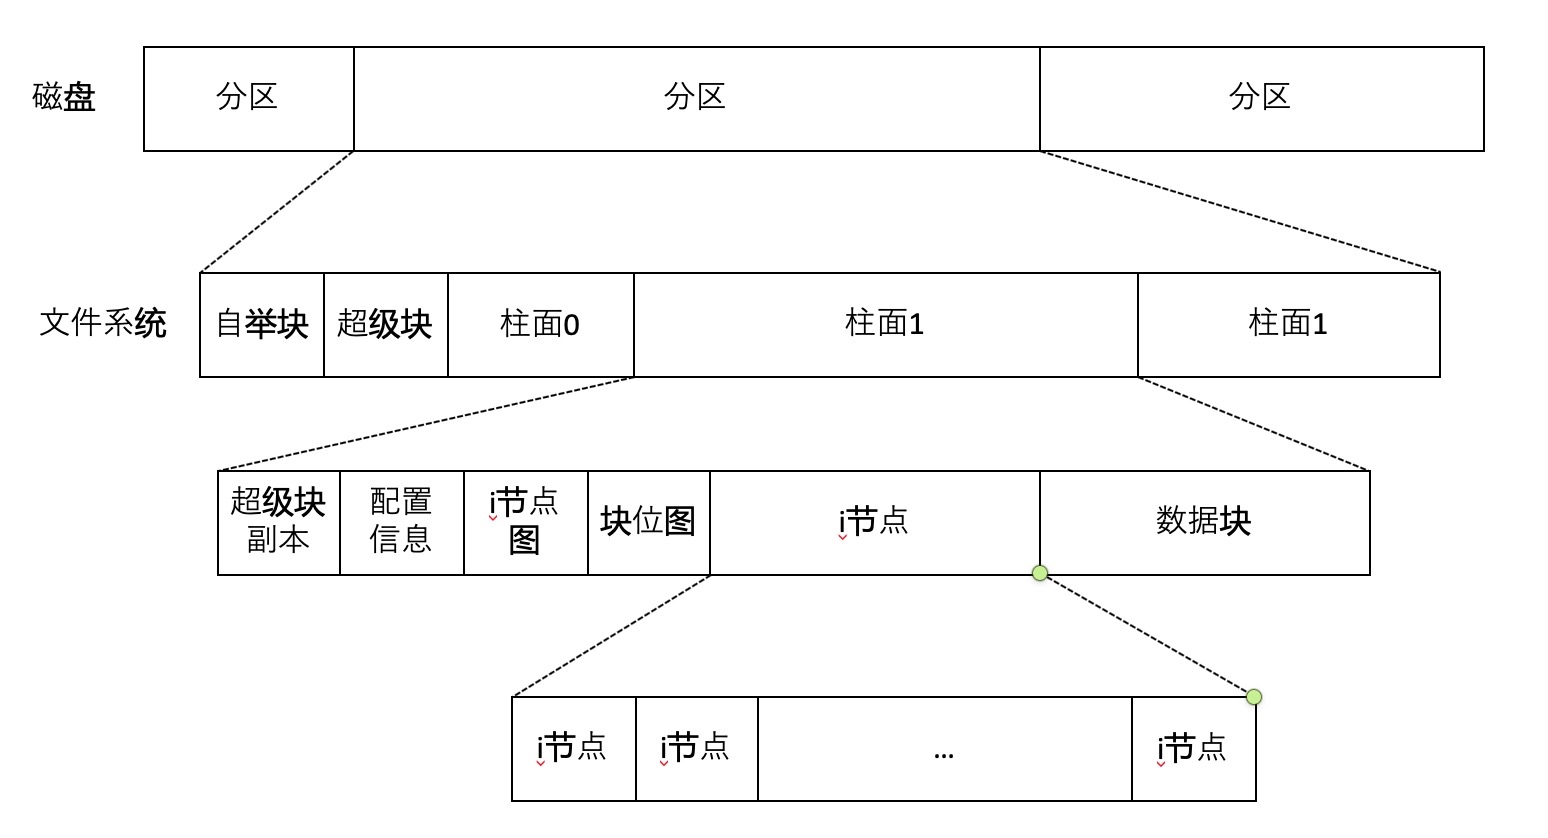 磁盘
分区
分区
分区
文件系统
自举块
超级块
柱面0
柱面1
柱面1
超级块
副本
配置
信息
i节点
图
块位图
i节点
数据块
i节点
i节点
...
i节点